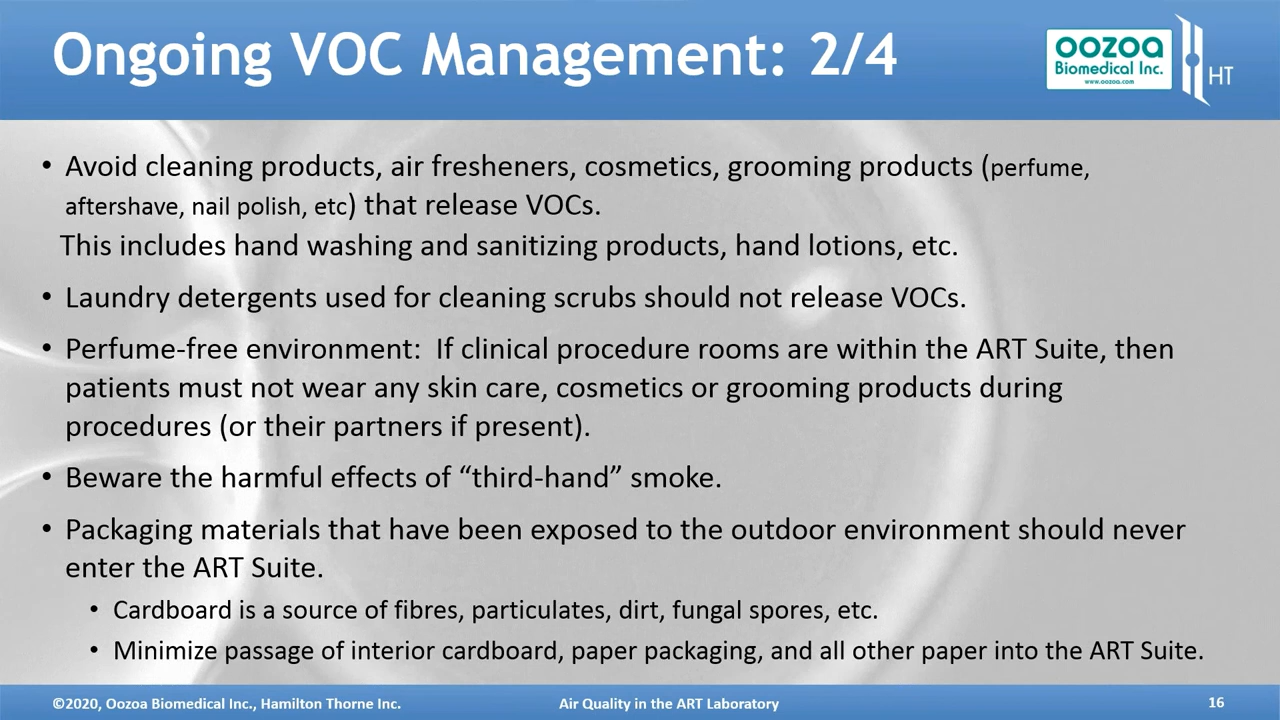 Ongoing VOC Management: 2/4
oozoa
Biomedical Inc.
www.oozoa.com
HT
• Avoid cleaning products, air fresheners, cosmetics, grooming products (perfume,
aftershave, nail polish, etc) that release VOCs.
This includes hand washing and sanitizing products, hand lotions, etc.
• Laundry detergents used for cleaning scrubs should not release VOCs.
• Perfume-free environment: If clinical procedure rooms are within the ART Suite, then
patients must not wear any skin care, cosmetics or grooming products during
procedures (or their partners if present).
• Beware the harmful effects of “third-hand” smoke.
• Packaging materials that have been exposed to the outdoor environment should never
enter the ART Suite.
• Cardboard is a source of fibres, particulates, dirt, fungal spores, etc.
• Minimize passage of interior cardboard, paper packaging, and all other paper into the ART Suite.
©2020, Oozoa Biomedical Inc., Hamilton Thorne Inc.
Air Quality in the ART Laboratory
16